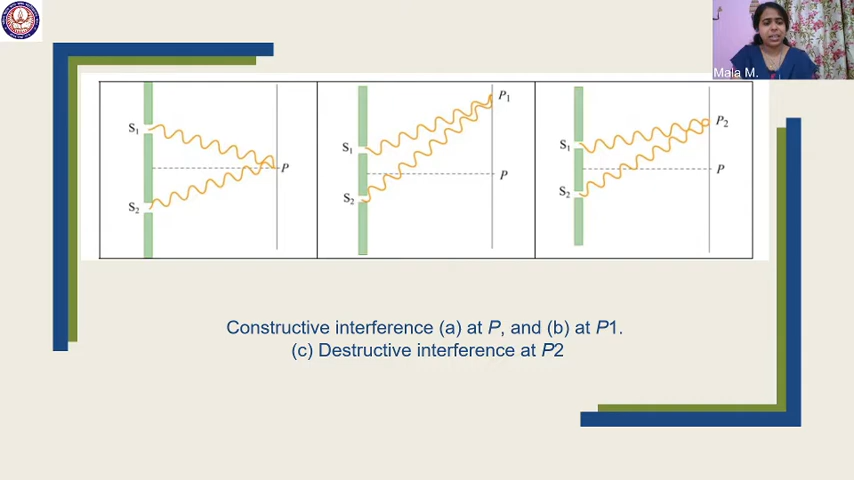 Mala M.
S1
S2
P
P1
S1
S2
P
P2
S1
S2
P
Constructive interference (a) at P, and (b) at P1.
(c) Destructive interference at P2